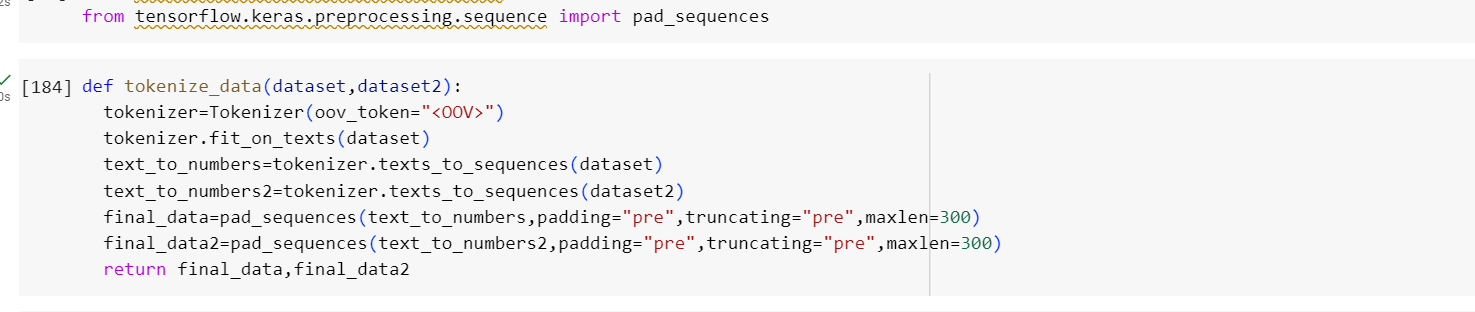 2s
from tensorflow.keras.preprocessing.sequence import pad_sequences
[184] def tokenize_data(dataset,dataset2):
0s
tokenizer=Tokenizer(oov_token="<OOV>")
tokenizer.fit_on_texts(dataset)
text_to_numbers=tokenizer.texts_to_sequences(dataset)
text_to_numbers2=tokenizer.texts_to_sequences(dataset2)
final_data=pad_sequences(text_to_numbers,padding="pre",truncating="pre",maxlen=300)
final_data2=pad_sequences(text_to_numbers2,padding="pre",truncating="pre",maxlen=300)
return final_data,final_data2